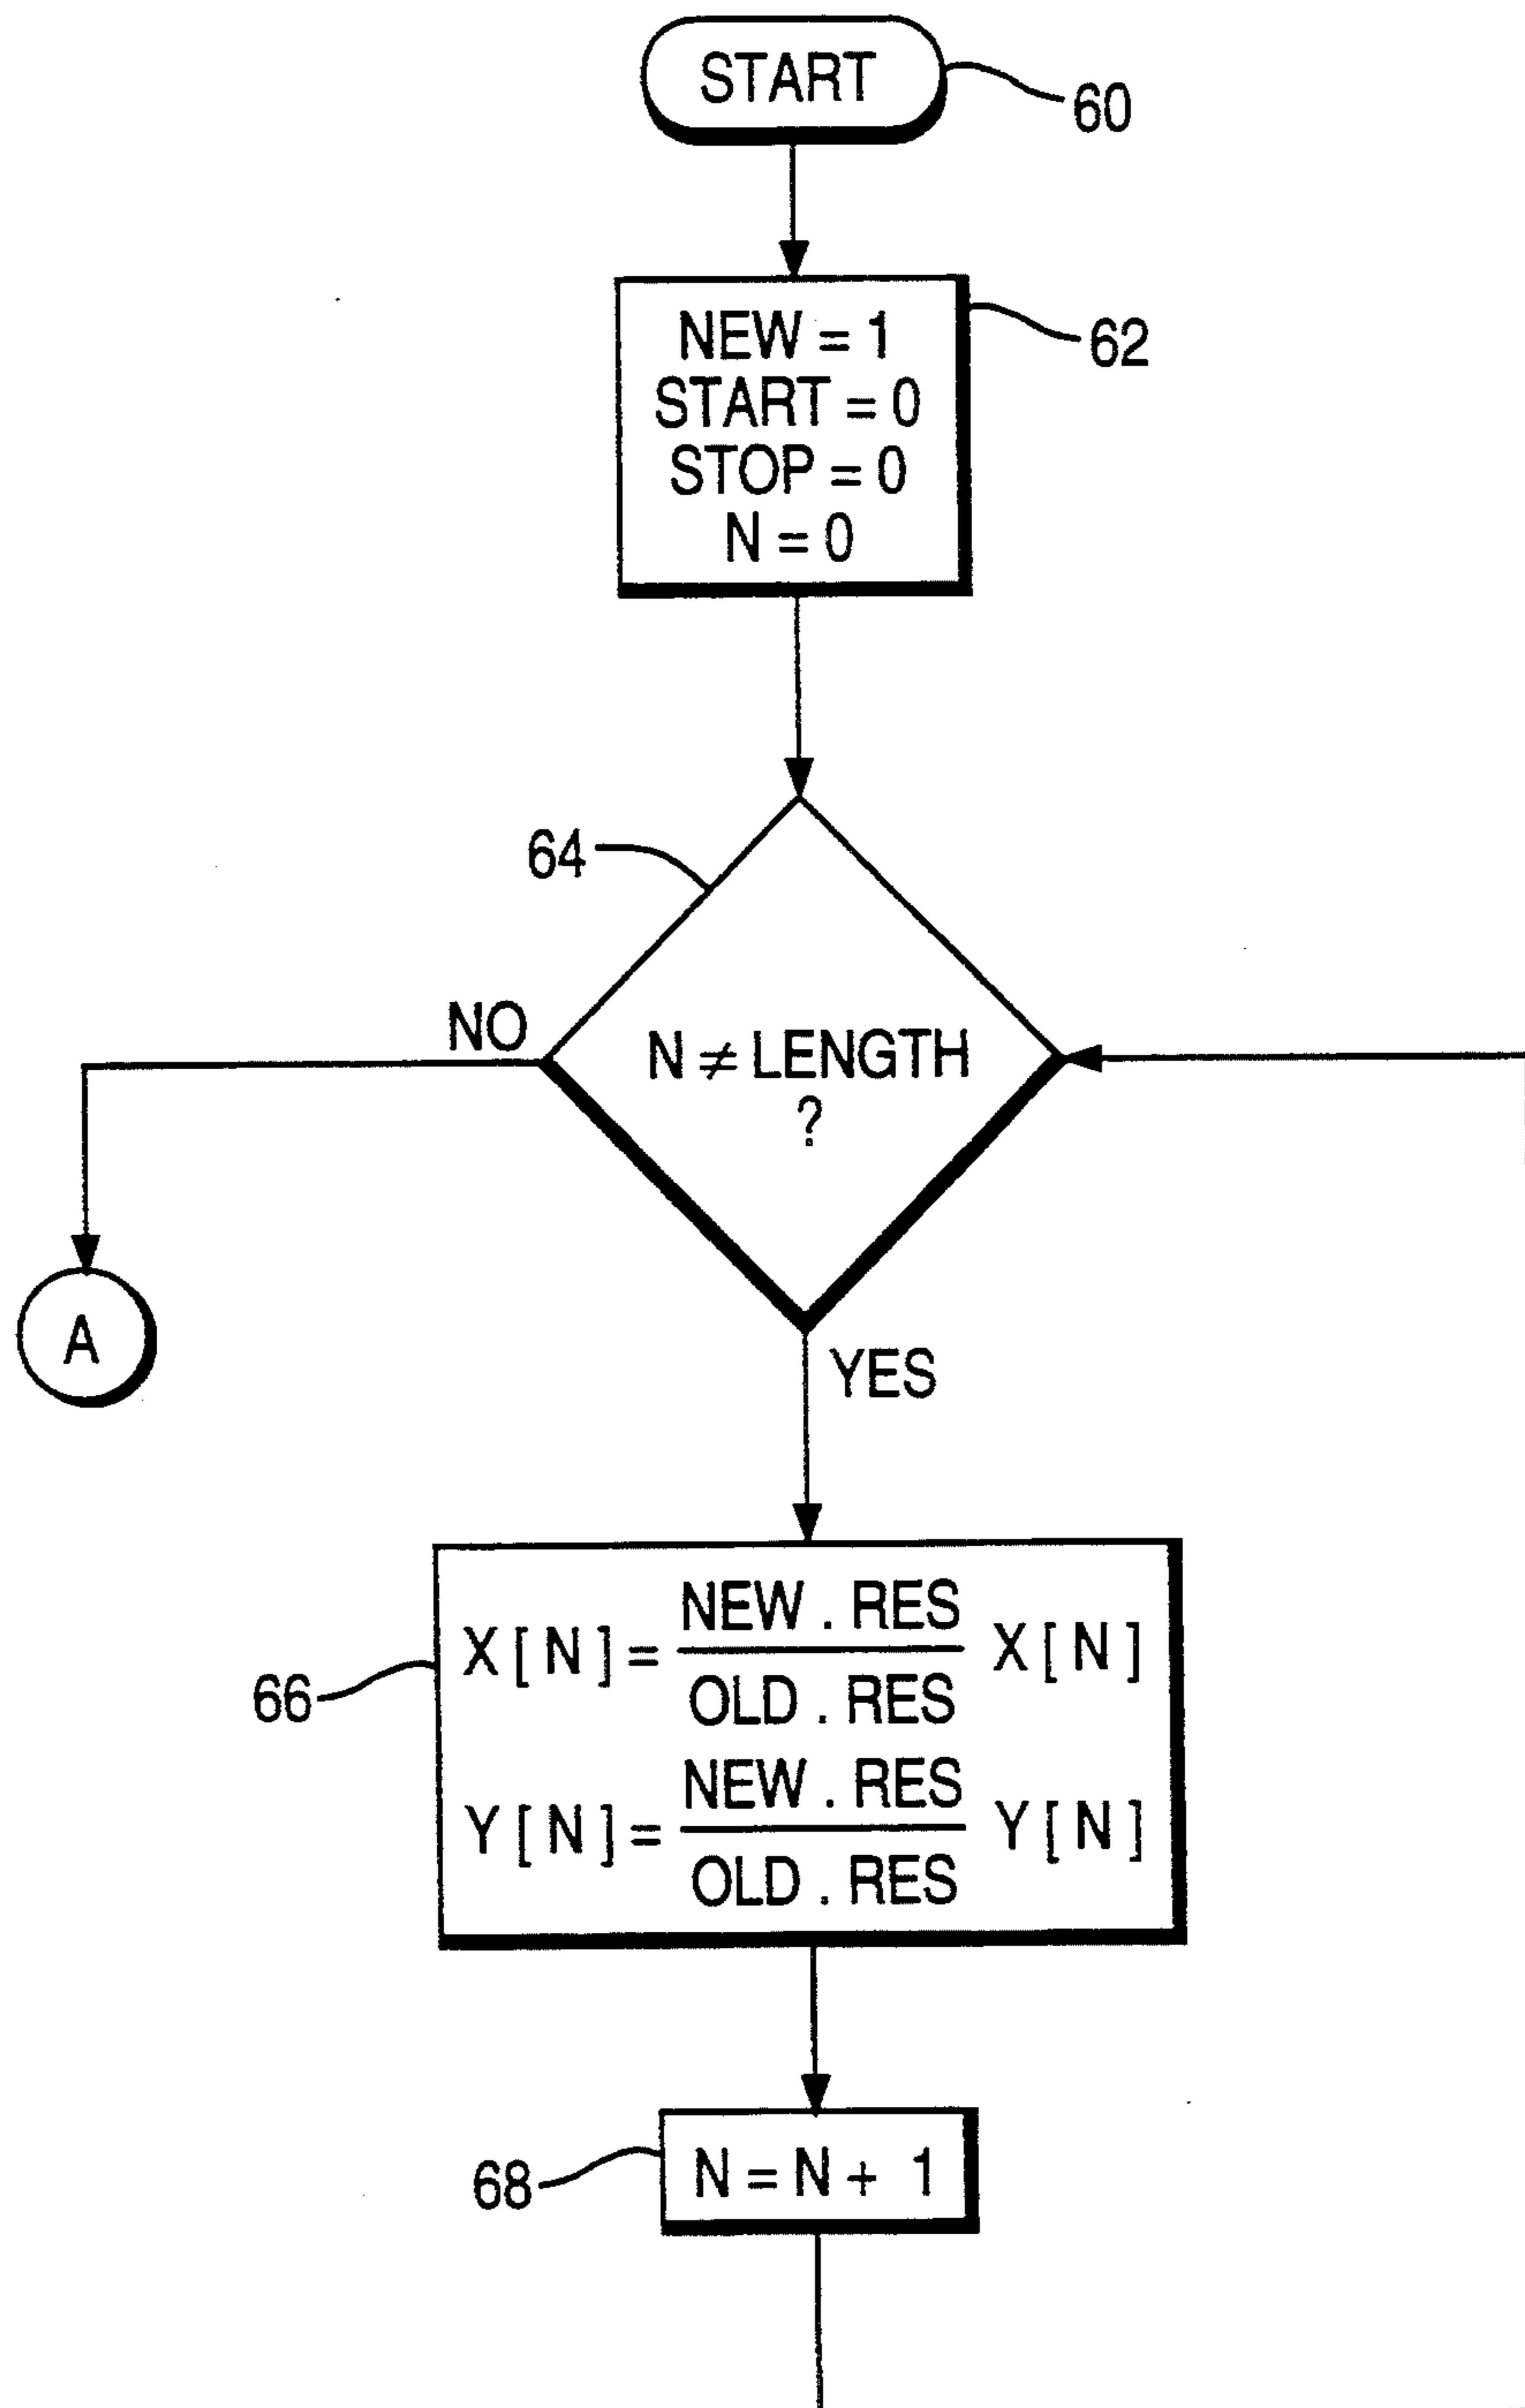 START
60
NEW = 1
START = 0
STOP = 0
N = 0
62
64
NO
N ≠ LENGTH
?
A
YES
66
X [ N ] = NEW . RES / OLD . RES X [ N ]
Y [ N ] = NEW . RES / OLD . RES Y [ N ]
68
N = N + 1